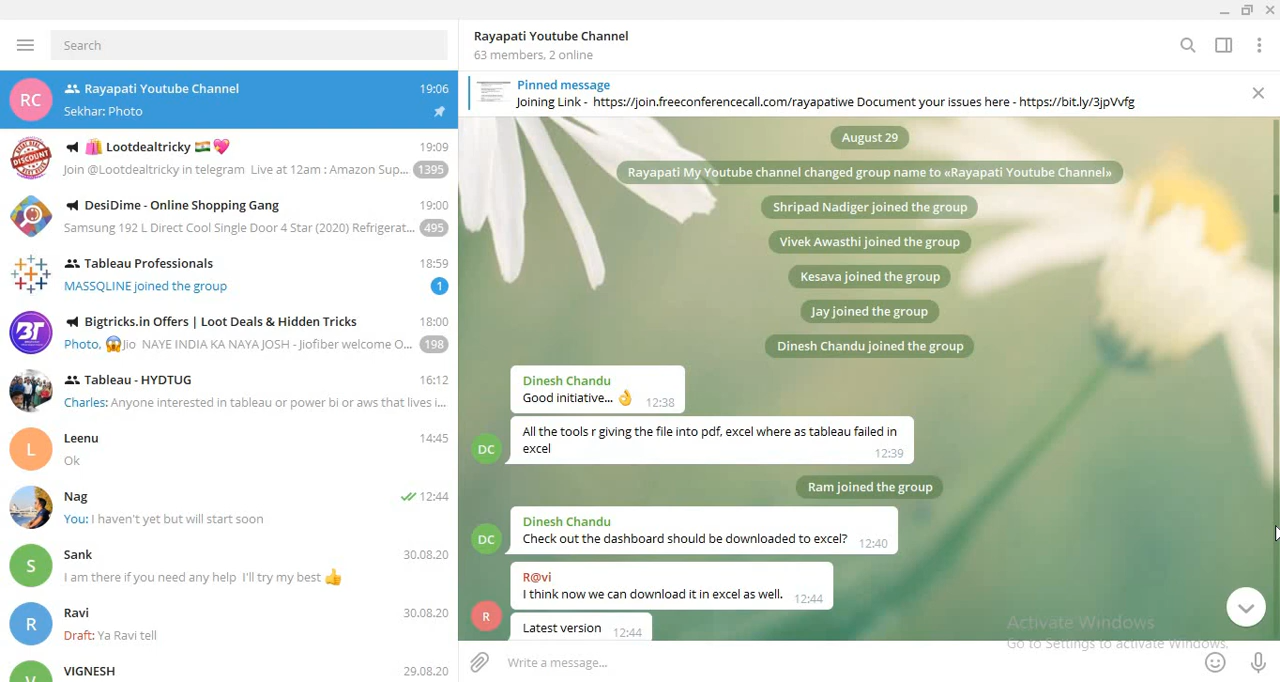 Search
RC
Rayapati Youtube Channel 19:06
Sekhar: Photo
DISCOUNT
🛍️ Lootdealtricky 🇮🇳💖 19:09
Join @Lootdealtricky in telegram Live at 12am : Amazon Sup... 1395
DesiDime - Online Shopping Gang 19:00
Samsung 192 L Direct Cool Single Door 4 Star (2020) Refrigerat... 495
Tableau Professionals 18:59
MASSQLINE joined the group 1
BT
Bigtricks.in Offers | Loot Deals & Hidden Tricks 18:00
Photo, 😱Jio NAYE INDIA KA NAYA JOSH - Jiofiber welcome O... 198
Tableau - HYDTUG 16:12
Charles: Anyone interested in tableau or power bi or aws that lives i...
L
Leenu 14:45
Ok
Nag 12:44
You: I haven't yet but will start soon
S
Sank 30.08.20
I am there if you need any help I'll try my best 👍
R
Ravi 30.08.20
Draft: Ya Ravi tell
V
VIGNESH 29.08.20
Rayapati Youtube Channel
63 members, 2 online
Pinned message
Joining Link - https://join.freeconferencecall.com/rayapatiwe Document your issues here - https://bit.ly/3jpVvfg
August 29
Rayapati My Youtube channel changed group name to «Rayapati Youtube Channel»
Shripad Nadiger joined the group
Vivek Awasthi joined the group
Kesava joined the group
Jay joined the group
Dinesh Chandu joined the group
Dinesh Chandu
Good initiative... 👌 12:38
All the tools r giving the file into pdf, excel where as tableau failed in
excel 12:39
DC
Ram joined the group
Dinesh Chandu
Check out the dashboard should be downloaded to excel? 12:40
DC
R@vi
I think now we can download it in excel as well. 12:44
R
Latest version 12:44
Activate Windows
Go to Settings to activate Windows.
Write a message...